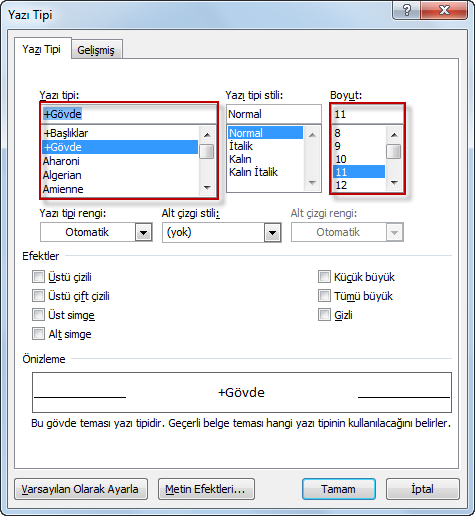 Yazı Tipi
Yazı Tipi Gelişmiş
Yazı tipi: Yazı tipi stili: Boyut:
+Gövde Normal 11
+Başlıklar Normal 8
+Gövde İtalik 9
Aharoni Kalın 10
Algerian Kalın İtalik 11
Amienne 12
Yazı tipi rengi: Alt çizgi stili: Alt çizgi rengi:
Otomatik (yok) Otomatik
Efektler
Üstü çizili Küçük büyük
Üstü çift çizili Tümü büyük
Üst simge Gizli
Alt simge
Önizleme
+Gövde
Bu gövde teması yazı tipidir. Geçerli belge teması hangi yazı tipinin kullanılacağını belirler.
Varsayılan Olarak Ayarla Metin Efektleri... Tamam İptal